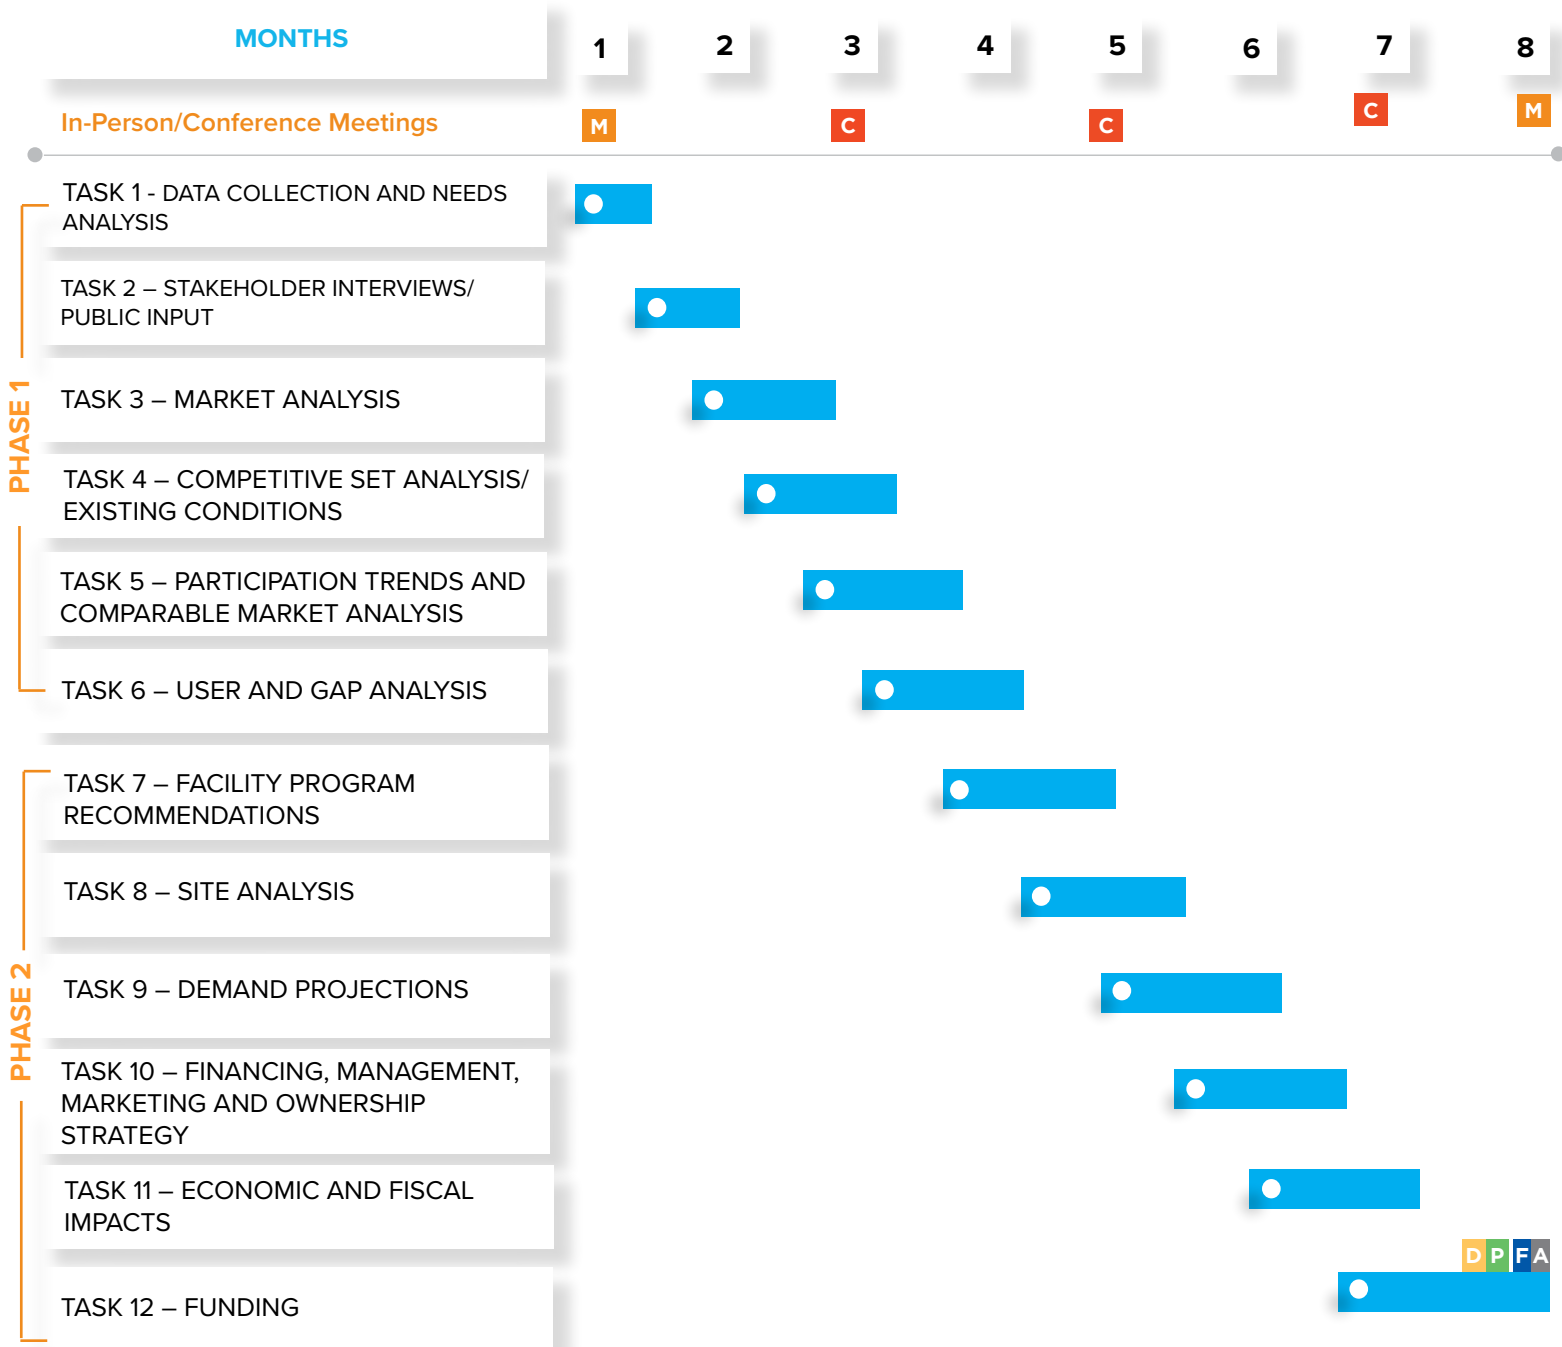 MONTHS 1 2 3 4 5 6 7 8
In-Person/Conference Meetings M C C C M
PHASE 1
TASK 1 - DATA COLLECTION AND NEEDS
ANALYSIS
TASK 2 – STAKEHOLDER INTERVIEWS/
PUBLIC INPUT
TASK 3 – MARKET ANALYSIS
TASK 4 – COMPETITIVE SET ANALYSIS/
EXISTING CONDITIONS
TASK 5 – PARTICIPATION TRENDS AND
COMPARABLE MARKET ANALYSIS
TASK 6 – USER AND GAP ANALYSIS
PHASE 2
TASK 7 – FACILITY PROGRAM
RECOMMENDATIONS
TASK 8 – SITE ANALYSIS
TASK 9 – DEMAND PROJECTIONS
TASK 10 – FINANCING, MANAGEMENT,
MARKETING AND OWNERSHIP
STRATEGY
TASK 11 – ECONOMIC AND FISCAL
IMPACTS
D P F A
TASK 12 – FUNDING